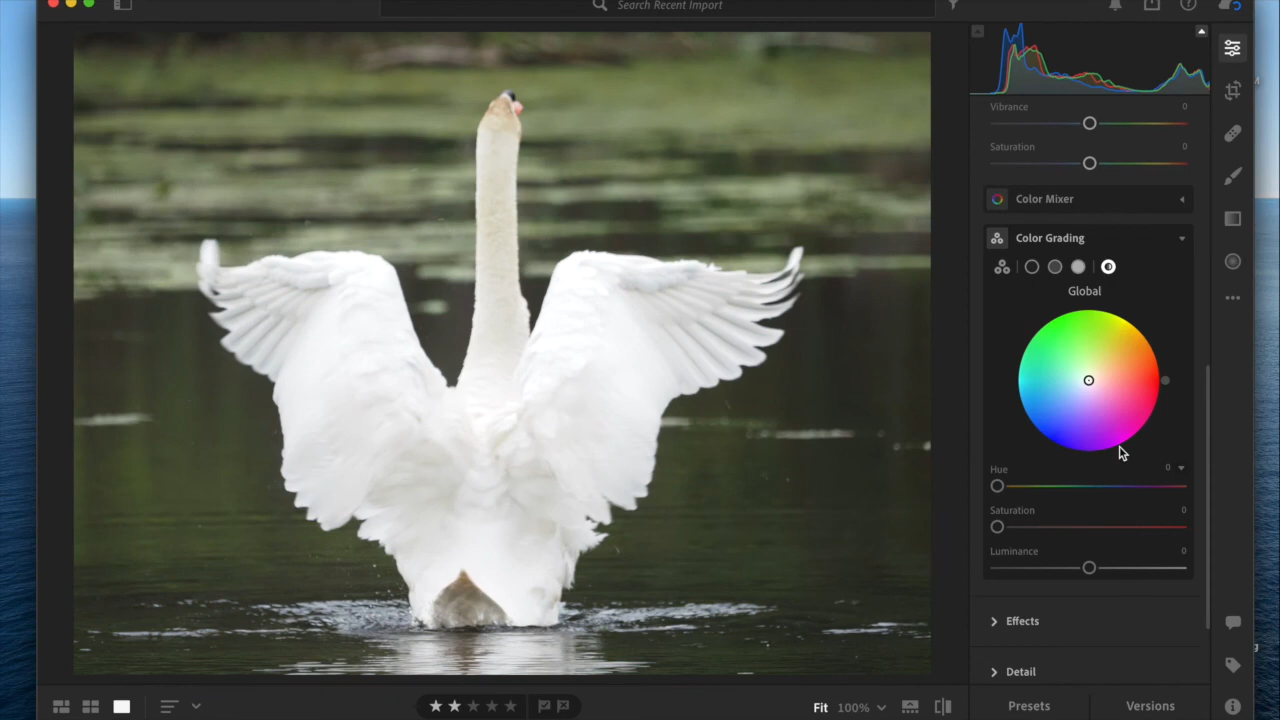 Search Recent Import
Vibrance 0
Saturation 0
Color Mixer
Color Grading
Global
Hue 0
Saturation 0
Luminance 0
Effects
Detail
Fit 100%
Presets Versions